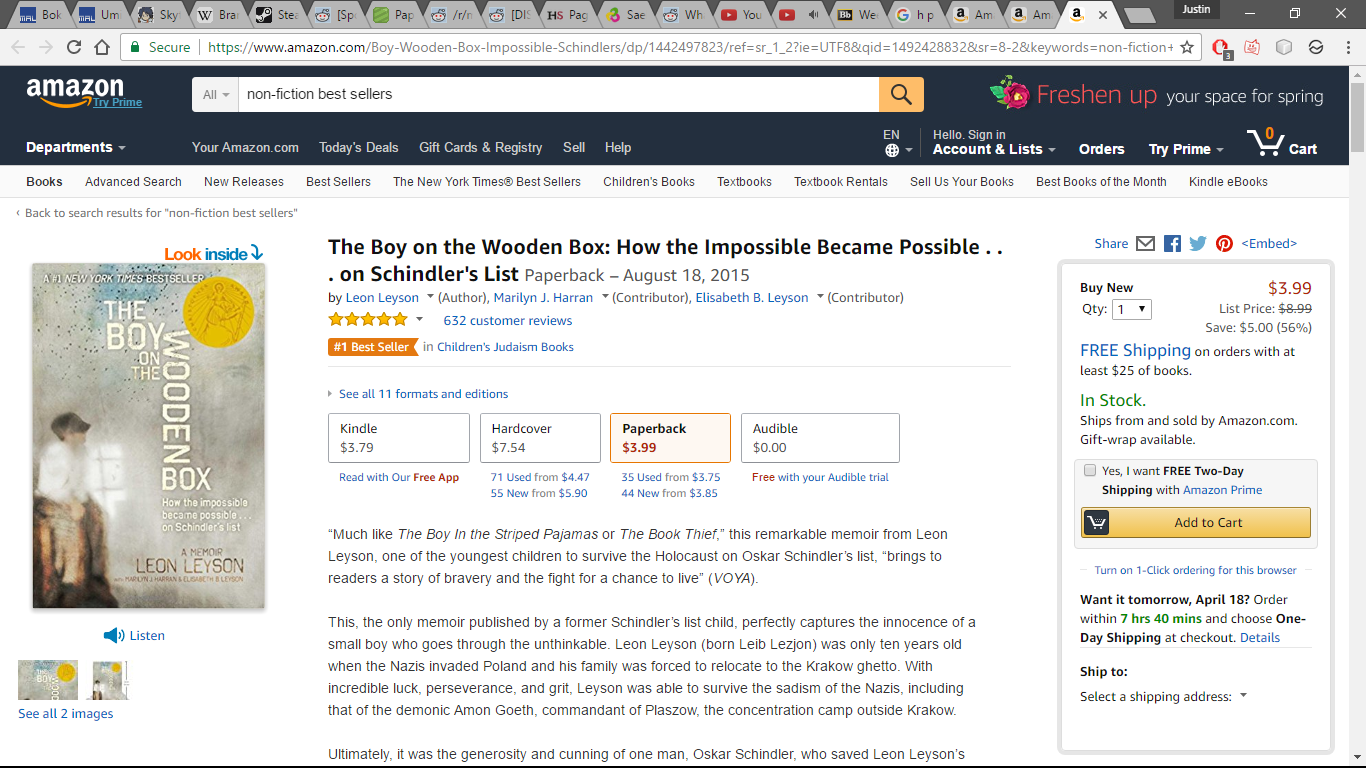 Bok
Umi
Sky
Bra
Stea
[Sp
Pap
/r/n
[DIS
HS Pag
Sae
Wh
You
You
Bb We
h p
Am
Am
Am
Justin
Secure https://www.amazon.com/Boy-Wooden-Box-Impossible-Schindlers/dp/1442497823/ref=sr_1_2?ie=UTF8&qid=1492428832&sr=8-2&keywords=non-fiction+
3
amazon
Try Prime
All non-fiction best sellers
Freshen up your space for spring
Departments
Your Amazon.com Today's Deals Gift Cards & Registry Sell Help
EN
Hello. Sign in
Account & Lists
Orders
Try Prime
0
Cart
Books Advanced Search New Releases Best Sellers The New York Times® Best Sellers Children's Books Textbooks Textbook Rentals Sell Us Your Books Best Books of the Month Kindle eBooks
‹ Back to search results for "non-fiction best sellers"
Look inside
A #1 NEW YORK TIMES BESTSELLER
THE
BOY
ON
THE
WOODEN
BOX
How the impossible
became possible . . .
on Schindler's list
A MEMOIR
LEON LEYSON
WITH MARILYN J. HARRAN & ELISABETH B. LEYSON
Listen
See all 2 images
The Boy on the Wooden Box: How the Impossible Became Possible . .
. on Schindler's List Paperback – August 18, 2015
by Leon Leyson (Author), Marilyn J. Harran (Contributor), Elisabeth B. Leyson (Contributor)
632 customer reviews
#1 Best Seller in Children's Judaism Books
See all 11 formats and editions
Kindle
$3.79
Read with Our Free App
Hardcover
$7.54
71 Used from $4.47
55 New from $5.90
Paperback
$3.99
35 Used from $3.75
44 New from $3.85
Audible
$0.00
Free with your Audible trial
“Much like The Boy In the Striped Pajamas or The Book Thief,” this remarkable memoir from Leon
Leyson, one of the youngest children to survive the Holocaust on Oskar Schindler’s list, “brings to
readers a story of bravery and the fight for a chance to live” (VOYA).
This, the only memoir published by a former Schindler’s list child, perfectly captures the innocence of a
small boy who goes through the unthinkable. Leon Leyson (born Leib Lezjon) was only ten years old
when the Nazis invaded Poland and his family was forced to relocate to the Krakow ghetto. With
incredible luck, perseverance, and grit, Leyson was able to survive the sadism of the Nazis, including
that of the demonic Amon Goeth, commandant of Plaszow, the concentration camp outside Krakow.
Ultimately, it was the generosity and cunning of one man, Oskar Schindler, who saved Leon Leyson’s
Share <Embed>
Buy New $3.99
Qty: 1 List Price: $8.99
Save: $5.00 (56%)
FREE Shipping on orders with at
least $25 of books.
In Stock.
Ships from and sold by Amazon.com.
Gift-wrap available.
Yes, I want FREE Two-Day
Shipping with Amazon Prime
Add to Cart
Turn on 1-Click ordering for this browser
Want it tomorrow, April 18? Order
within 7 hrs 40 mins and choose One-
Day Shipping at checkout. Details
Ship to:
Select a shipping address: